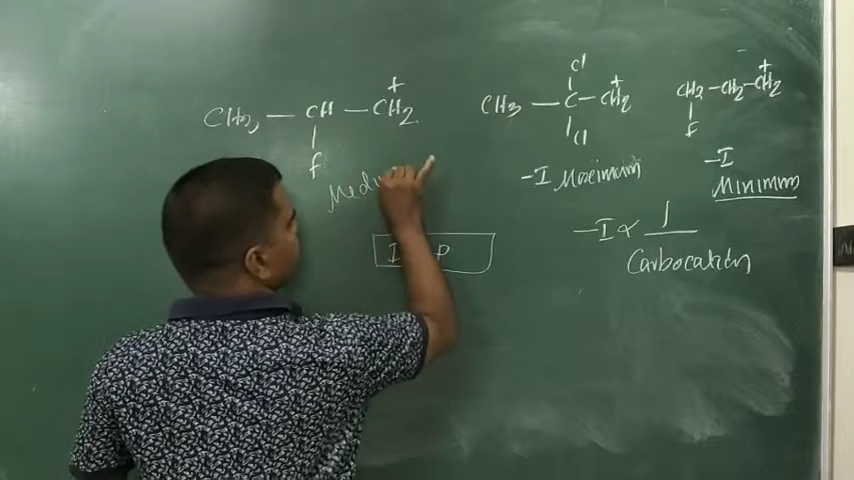 CH3 — CH — CH2 +
F
Medi
I P
CH3 — C — CH2 +
Cl
Cl
-I Maximum
CH2 — CH2 — CH2 +
F
-I
Minimum
-I ∝ 1
Carbocation